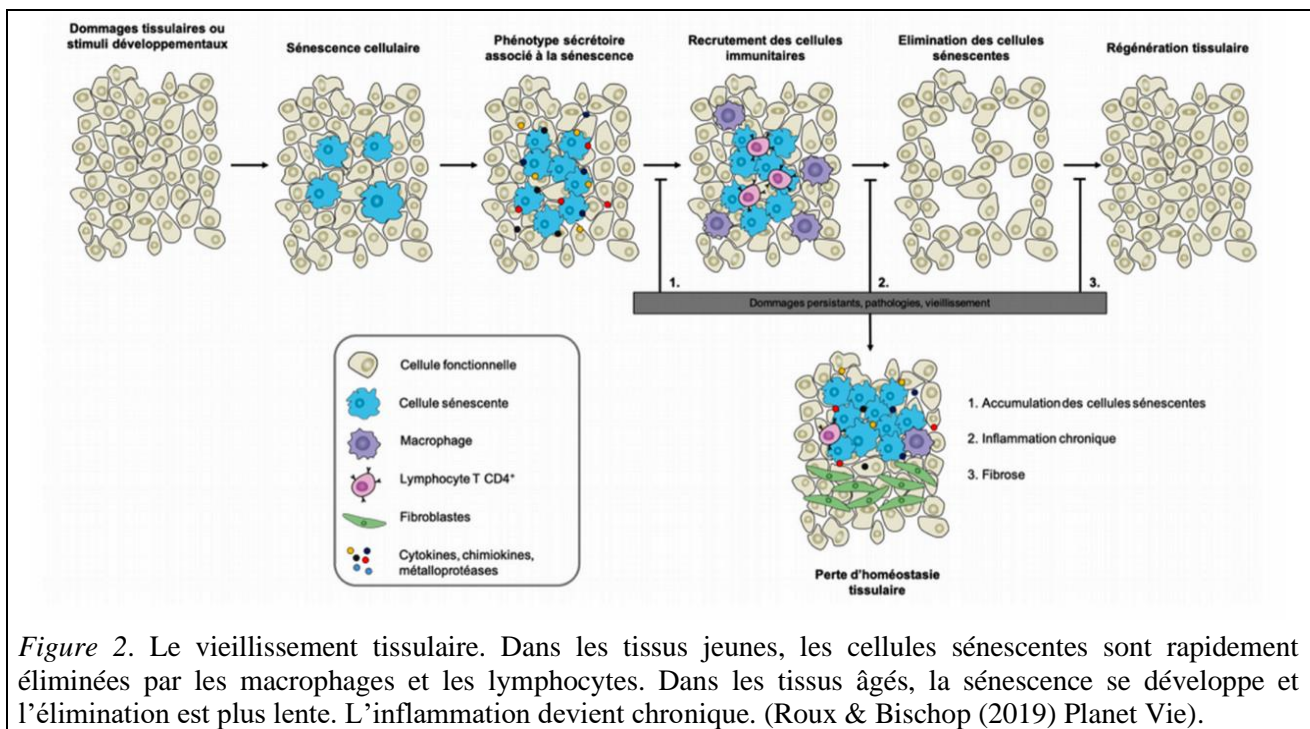 Dommages tissulaires ou
stimuli développementaux
Sénescence cellulaire
Phénotype sécrétoire
associé à la sénescence
Recrutement des cellules
immunitaires
Elimination des cellules
sénescentes
Régénération tissulaire
1.
2.
3.
Dommages persistants, pathologies, vieillissement
Cellule fonctionnelle
Cellule sénescente
Macrophage
Lymphocyte T CD4⁺
Fibroblastes
Cytokines, chimiokines,
métalloprotéases
1. Accumulation des cellules sénescentes
2. Inflammation chronique
3. Fibrose
Perte d'homéostasie
tissulaire
Figure 2. Le vieillissement tissulaire. Dans les tissus jeunes, les cellules sénescentes sont rapidement
éliminées par les macrophages et les lymphocytes. Dans les tissus âgés, la sénescence se développe et
l'élimination est plus lente. L'inflammation devient chronique. (Roux & Bischop (2019) Planet Vie).